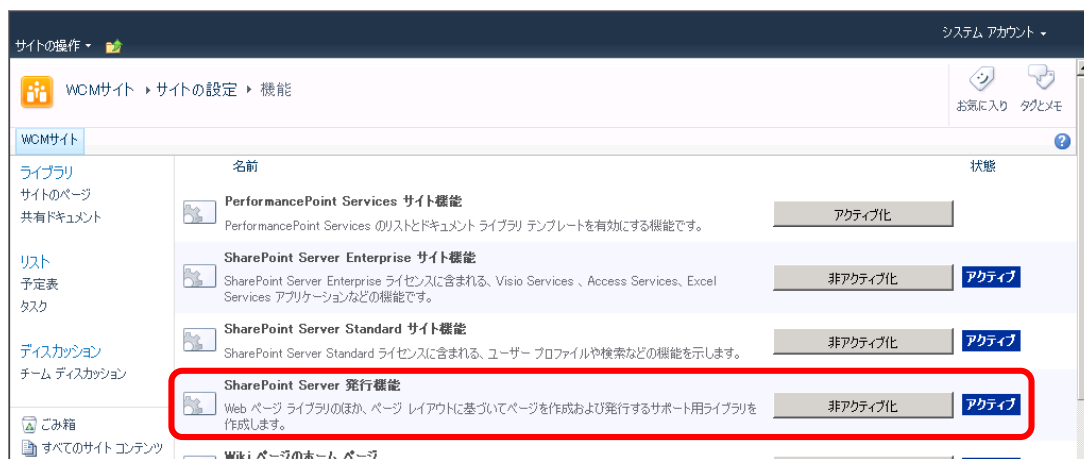 システム アカウント
サイトの操作
WCMサイト ▸ サイトの設定 ▸ 機能
お気に入り タグとメモ
WCMサイト
ライブラリ
サイトのページ
共有ドキュメント
リスト
予定表
タスク
ディスカッション
チーム ディスカッション
ごみ箱
すべてのサイト コンテンツ
名前 状態
PerformancePoint Services サイト機能
PerformancePoint Services のリストとドキュメント ライブラリ テンプレートを有効にする機能です。
アクティブ化
SharePoint Server Enterprise サイト機能
SharePoint Server Enterprise ライセンスに含まれる、Visio Services 、Access Services、Excel
Services アプリケーションなどの機能です。
非アクティブ化 アクティブ
SharePoint Server Standard サイト機能
SharePoint Server Standard ライセンスに含まれる、ユーザー プロファイルや検索などの機能を示します。
非アクティブ化 アクティブ
SharePoint Server 発行機能
Web ページ ライブラリのほか、ページ レイアウトに基づいてページを作成および発行するサポート用ライブラリを
作成します。
非アクティブ化 アクティブ
Wiki ページのホーム ページ